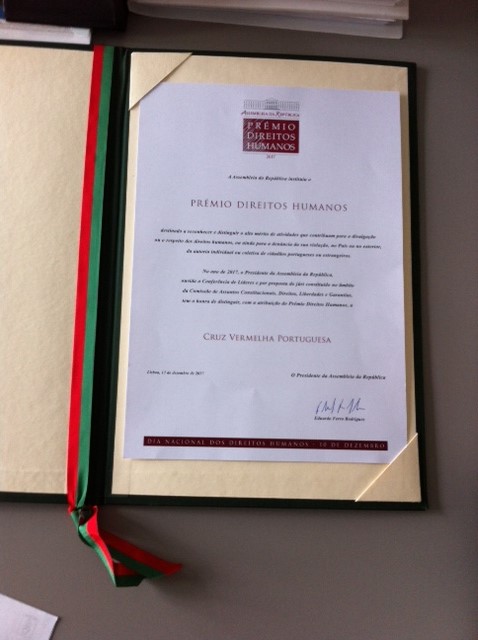 ASSEMBLEIA DA REPÚBLICA
PRÉMIO
DIREITOS
HUMANOS
2017
A Assembleia da República instituiu o
PRÉMIO DIREITOS HUMANOS
destinado a reconhecer e distinguir o alto mérito de atividades que contribuam para a divulgação
ou o respeito dos direitos humanos, ou ainda para a denúncia da sua violação, no País ou no exterior,
da autoria individual ou coletiva de cidadãos portugueses ou estrangeiros.
No ano de 2017, o Presidente da Assembleia da República,
ouvida a Conferência de Líderes e por proposta do júri constituído no âmbito
da Comissão de Assuntos Constitucionais, Direitos, Liberdades e Garantias,
tem a honra de distinguir, com a atribuição do Prémio Direitos Humanos, a
CRUZ VERMELHA PORTUGUESA
Lisboa, de dezembro de 2017
O Presidente da Assembleia da República
Eduardo Ferro Rodrigues
DIA NACIONAL DOS DIREITOS HUMANOS - 10 DE DEZEMBRO